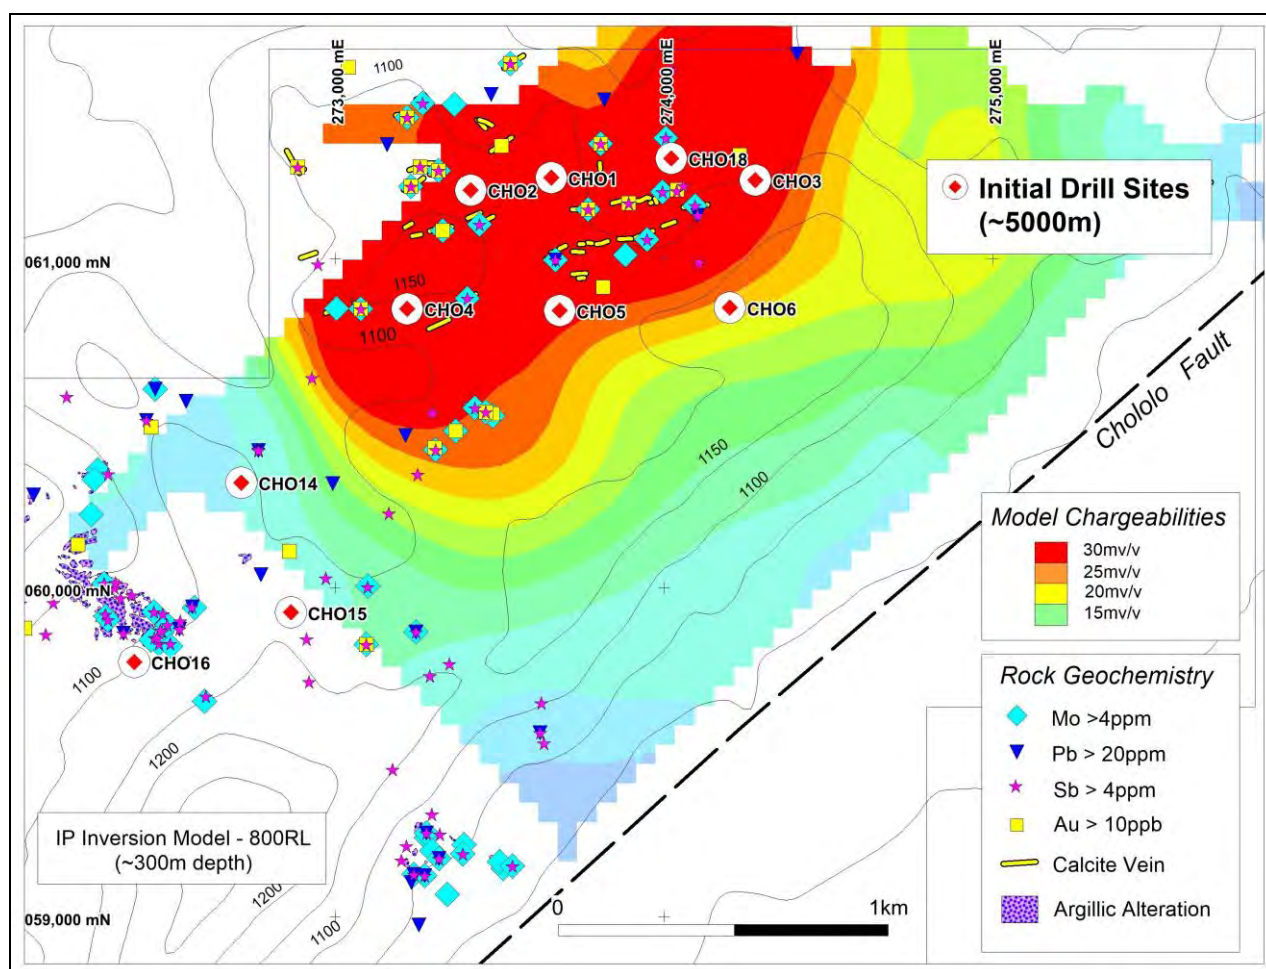 273,000 mE
274,000 mE
275,000 mE
1100
CHO18
CHO1
CHO3
CHO2
Initial Drill Sites
(~5000m)
061,000 mN
1150
CHO4
CHO5
CHO6
1100
Chololo Fault
1150
1100
CHO14
Model Chargeabilities
30mv/v
25mv/v
20mv/v
15mv/v
060,000 mN
CHO15
CHO16
1100
Rock Geochemistry
Mo >4ppm
Pb > 20ppm
Sb > 4ppm
Au > 10ppb
Calcite Vein
Argillic Alteration
1200
IP Inversion Model - 800RL
(~300m depth)
1200
1100
059,000 mN
0
1km